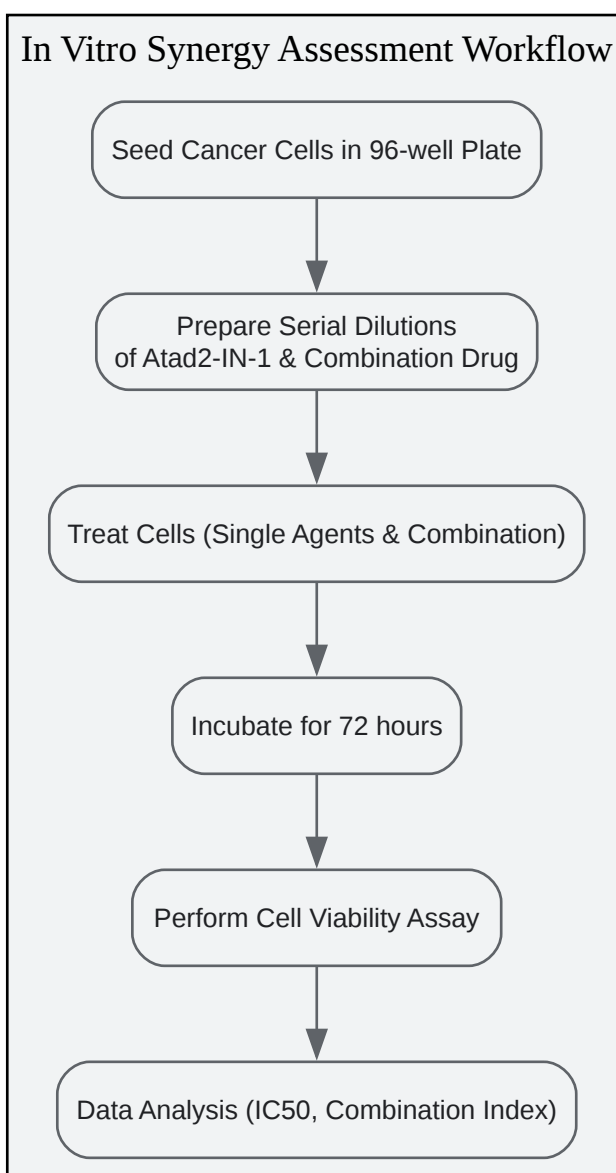 In Vitro Synergy Assessment Workflow
Seed Cancer Cells in 96-well Plate
Prepare Serial Dilutions
of Atad2-IN-1 & Combination Drug
Treat Cells (Single Agents & Combination)
Incubate for 72 hours
Perform Cell Viability Assay
Data Analysis (IC50, Combination Index)